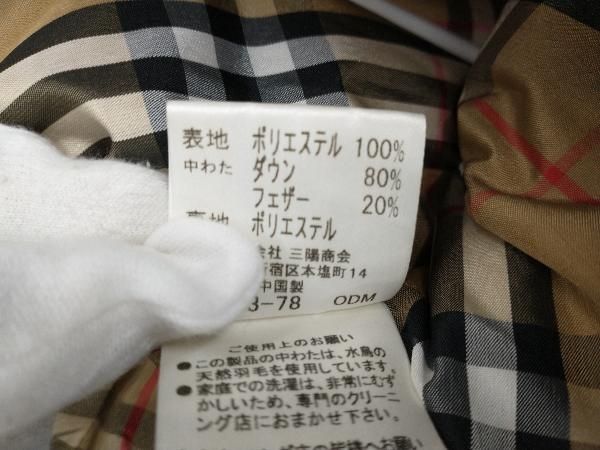 表地 ポリエステル 100%
中わた ダウン 80%
フェザー 20%
裏地 ポリエステル
会社 三陽商会
新宿区本塩町14
中国製
3-78 ODM
ご使用上のお願い
●この製品の中わたは、水鳥の
天然羽毛を使用しています。
●家庭での洗濯は、非常にむず
かしいため、専門のクリーニ
ング店におまかせ下さい。